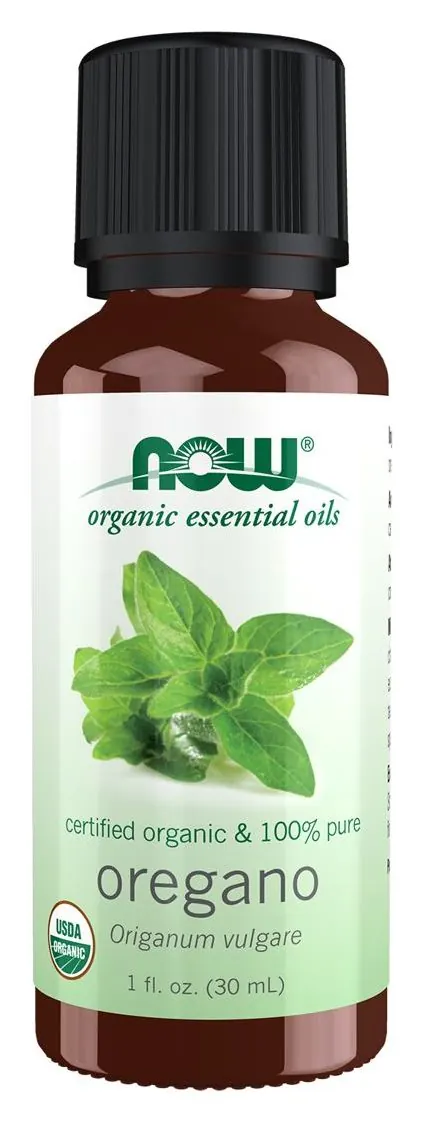 NOW®
organic essential oils
certified organic & 100% pure
oregano
Origanum vulgare
USDA
ORGANIC
1 fl. oz. (30 mL)